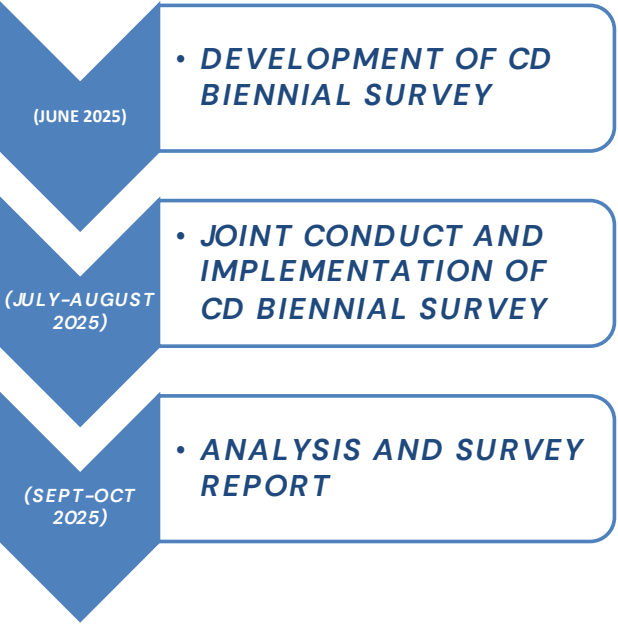 (JUNE 2025)
• DEVELOPMENT OF CD
BIENNIAL SURVEY
(JULY-AUGUST
2025)
• JOINT CONDUCT AND
IMPLEMENTATION OF
CD BIENNIAL SURVEY
(SEPT-OCT
2025)
• ANALYSIS AND SURVEY
REPORT